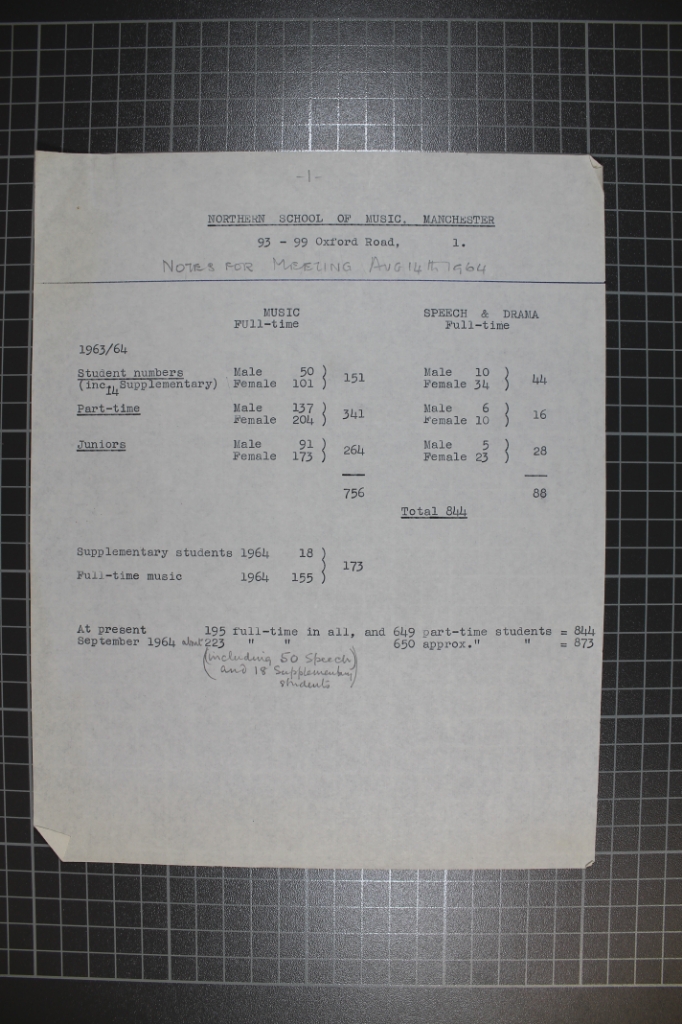 -1-
NORTHERN SCHOOL OF MUSIC, MANCHESTER
93 - 99 Oxford Road, 1.
NOTES FOR MEETING AUG 14th 1964
MUSIC SPEECH & DRAMA
FUll-time Full-time
1963/64
Student numbers Male 50 ) Male 10 )
(inc 14 Supplementary) Female 101 ) 151 Female 34 ) 44
Part-time Male 137 ) 341 Male 6 ) 16
Female 204 ) Female 10 )
Juniors Male 91 ) 264 Male 5 ) 28
Female 173 ) Female 23 )
756 88
Total 844
Supplementary students 1964 18 )
173
Full-time music 1964 155 )
At present 195 full-time in all, and 649 part-time students = 844
September 1964 about 223 " " 650 approx." " = 873
(including 50 Speech)
and 18 Supplementary
students